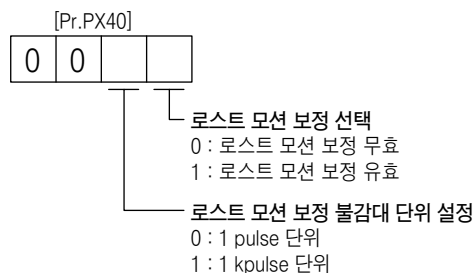 [Pr.PX40]
0 0
로스트 모션 보정 선택
0 : 로스트 모션 보정 무효
1 : 로스트 모션 보정 유효
로스트 모션 보정 불감대 단위 설정
0 : 1 pulse 단위
1 : 1 kpulse 단위